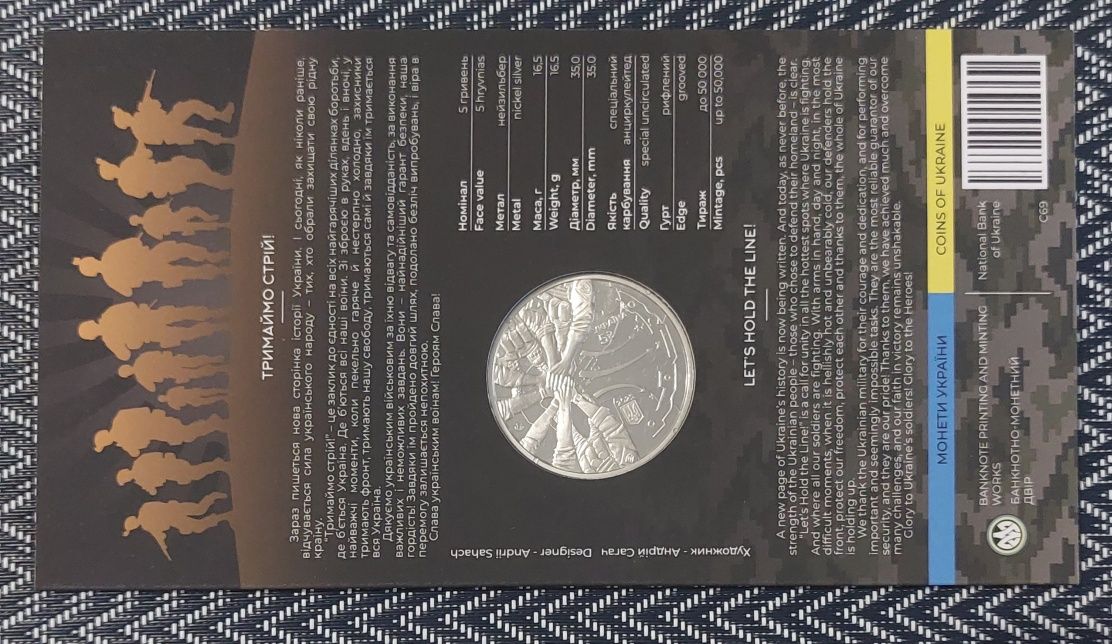 ТРИМАЙМО СТРІЙ!
Зараз пишеться нова сторінка історії України. І сьогодні, як ніколи раніше,
відчувається сила українського народу – тих, хто обрали захищати свою рідну
країну.
"Тримаймо стрій!" – це заклик до єдності на всіх найгарячіших ділянках боротьби,
де б'ється Україна. Де б'ються всі наші воїни. Зі зброєю в руках, вдень і вночі, у
найважчі моменти, коли пекельно гаряче й нестерпно холодно, захисники
тримають фронт, тримають нашу свободу, тримаються самі й завдяки їм тримається
вся Україна.
Дякуємо українським військовим за їхню відвагу та самовідданість, за виконання
важливих і неможливих завдань. Вони – найнадійніший гарант безпеки, наша
гордість! Завдяки їм пройдено довгий шлях, подолано безліч випробувань, і віра в
перемогу залишається непохитною.
Слава українським воїнам! Героям Слава!
Номінал 5 гривень
Face value 5 hryvnias
Метал нейзильбер
Metal nickel silver
Маса, г 16,5
Weight, g 16.5
Діаметр, мм 35,0
Diameter, mm 35.0
Якість спеціальний
карбування анциркулейтед
Quality special uncirculated
Гурт рифлений
Edge grooved
Тираж до 50 000
Mintage, pcs up to 50,000
Художник - Андрій Сагач Designer - Andrii Sahach
LET'S HOLD THE LINE!
A new page of Ukraine's history is now being written. And today, as never before, the
strength of the Ukrainian people – those who chose to defend their homeland – is clear.
"Let's Hold the Line!" is a call for unity in all the hottest spots where Ukraine is fighting.
And where all our soldiers are fighting. With arms in hand, day and night, in the most
difficult moments, when it is hellishly hot and unbearably cold, our defenders hold the
front, protect our freedom, protect each other and thanks to them, the whole of Ukraine
is holding up.
We thank the Ukrainian military for their courage and dedication, and for performing
important and seemingly impossible tasks. They are the most reliable guarantor of our
security, and they are our pride! Thanks to them, we have achieved much and overcome
many challenges, and our faith in victory remains unshakable.
Glory to Ukraine's soldiers! Glory to the Heroes!
МОНЕТИ УКРАЇНИ COINS OF UKRAINE
BANKNOTE PRINTING AND MINTING
WORKS
БАНКНОТНО-МОНЕТНИЙ
ДВІР
National Bank
of Ukraine
C69